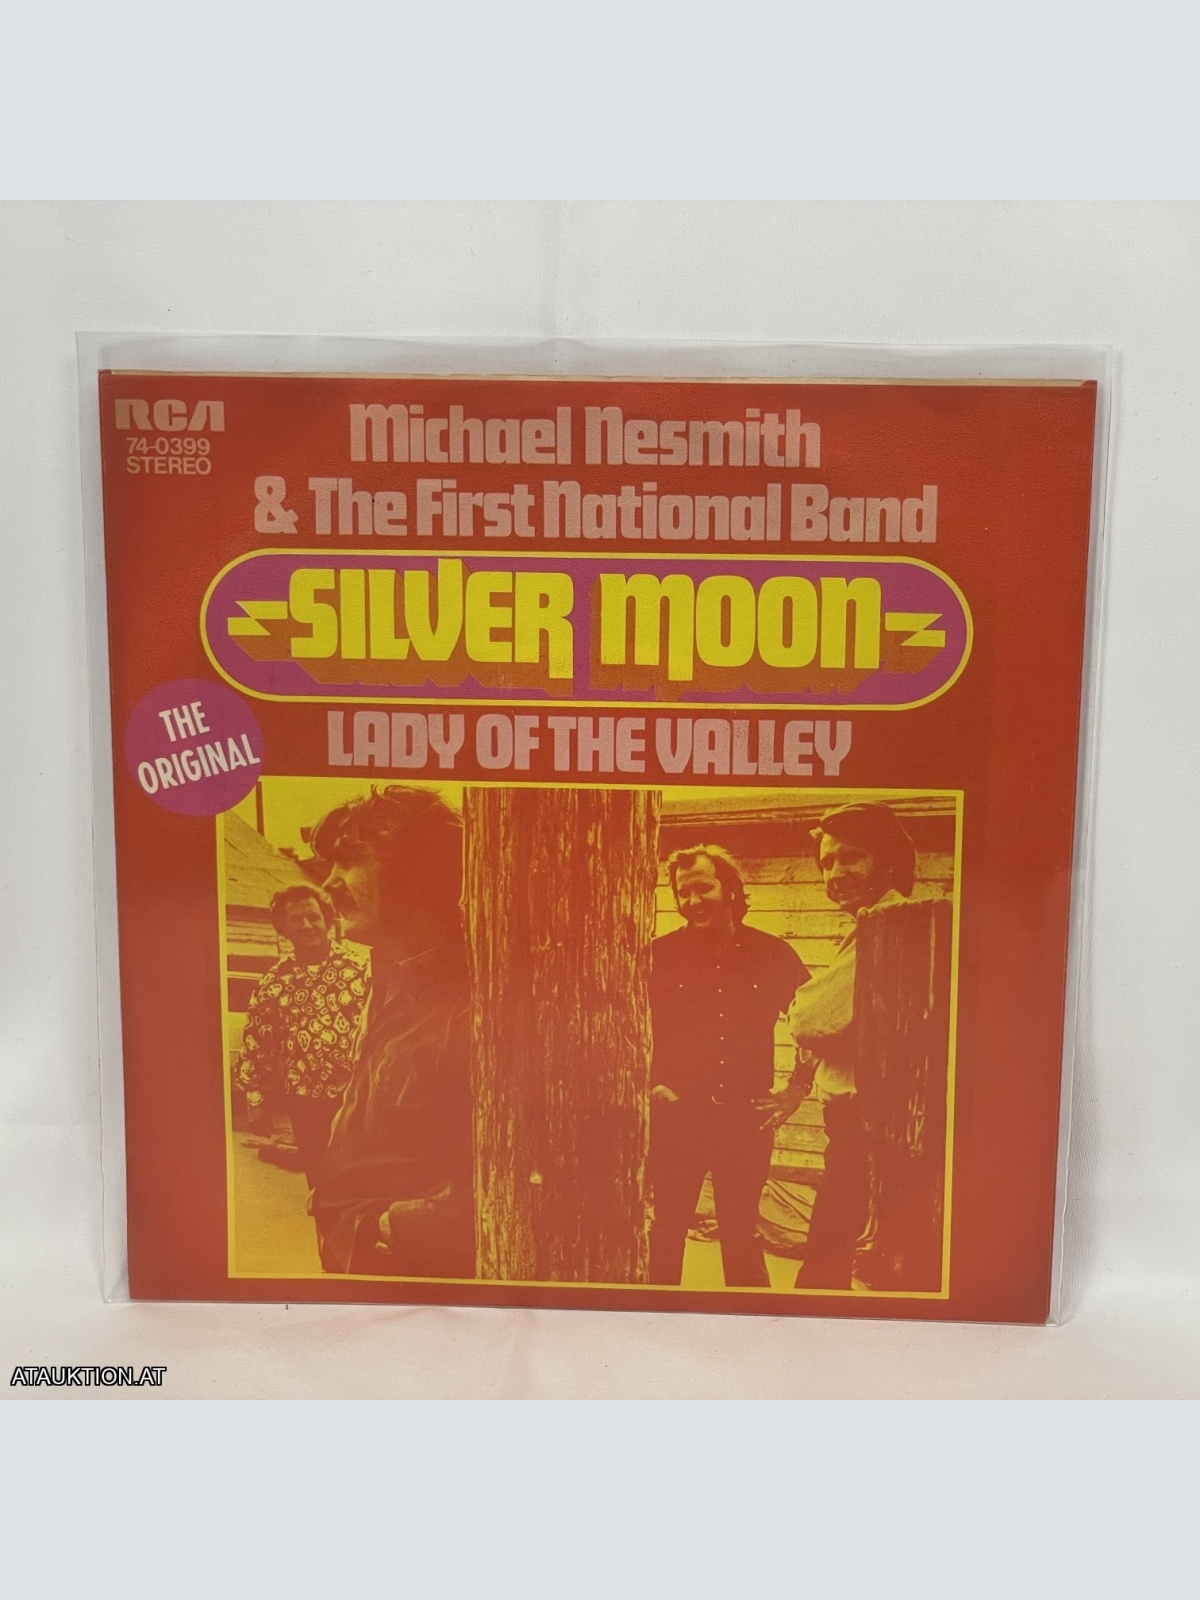 RCA
74-0399
STEREO
Michael Nesmith
& The First National Band
SILVER MOON
THE
ORIGINAL
LADY OF THE VALLEY
ATAUKTION.AT